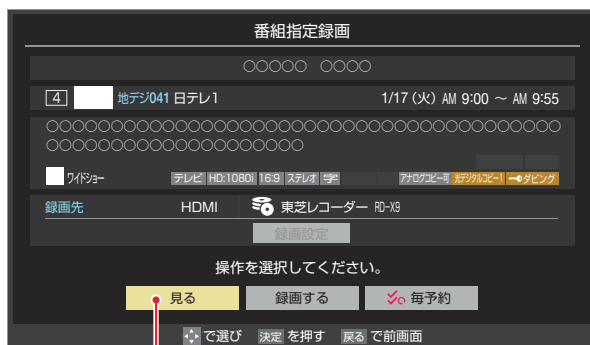 番組指定録画
○○○○○ ○○○○
4 地デジ041 日テレ1 1/17 (火) AM 9:00 ～ AM 9:55
○○○○○○○○○○○○○○○○○○○○○○○○○○○○○○
○○○○○○○○○○○○○○○
ワイドショー テレビ HD:1080i 16:9 ステレオ 字 アナログコピー可 光デジタルコピー1 ダビング
録画先 HDMI 東芝レコーダー RD-X9
録画設定
操作を選択してください。
見る 録画する 毎予約
で選び 決定 を押す 戻る で前画面